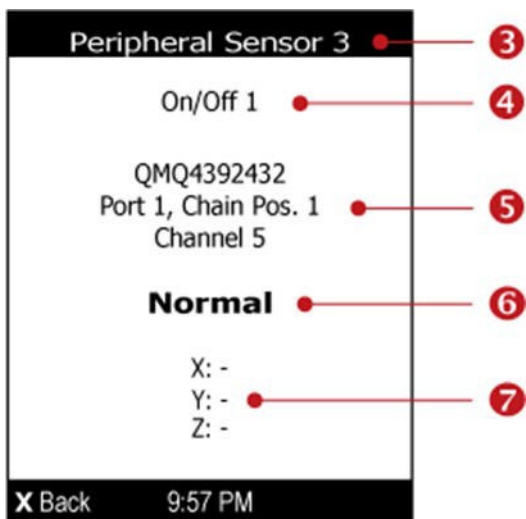 Peripheral Sensor 3
3
On/Off 1
4
QMQ4392432
Port 1, Chain Pos. 1
5
Channel 5
Normal
6
X: -
Y: -
7
Z: -
X Back 9:57 PM